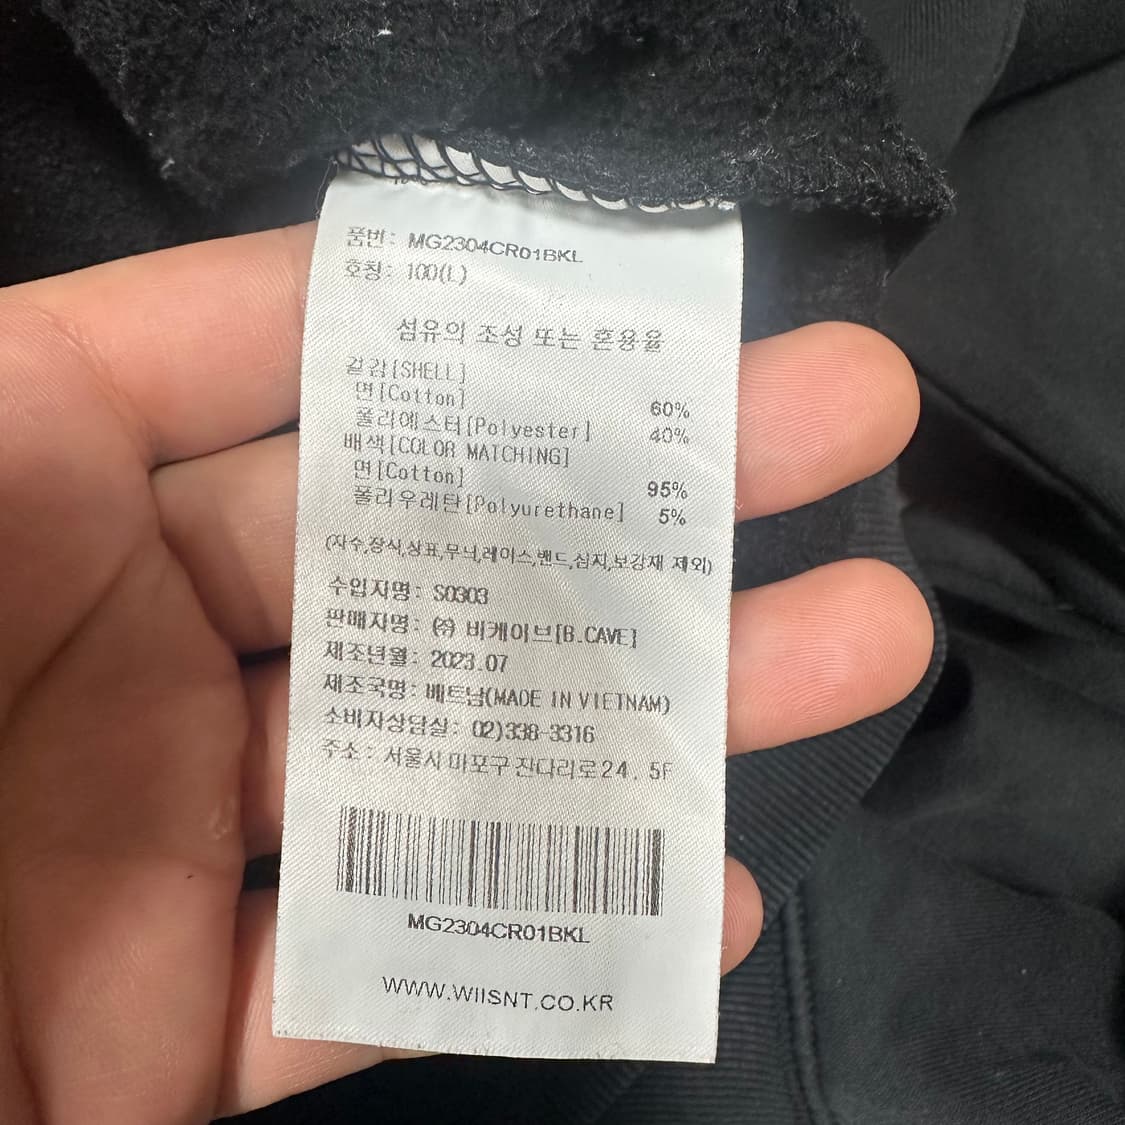 품번: MG2304CR01BKL
호칭: 100(L)
섬유의 조성 또는 혼용율
겉감[SHELL]
면[Cotton] 60%
폴리에스터[Polyester] 40%
배색[COLOR MATCHING]
면[Cotton] 95%
폴리우레탄[Polyurethane] 5%
(자수,장식,상표,무늬,레이스,밴드,심지,보강재 제외)
수입자명: S0303
판매자명: ㈜ 비케이브[B.CAVE]
제조년월: 2023.07
제조국명: 베트남(MADE IN VIETNAM)
소비자상담실: 02)338-3316
주소: 서울시 마포구 잔다리로24. 5F
MG2304CR01BKL
WWW.WIISNT.CO.KR